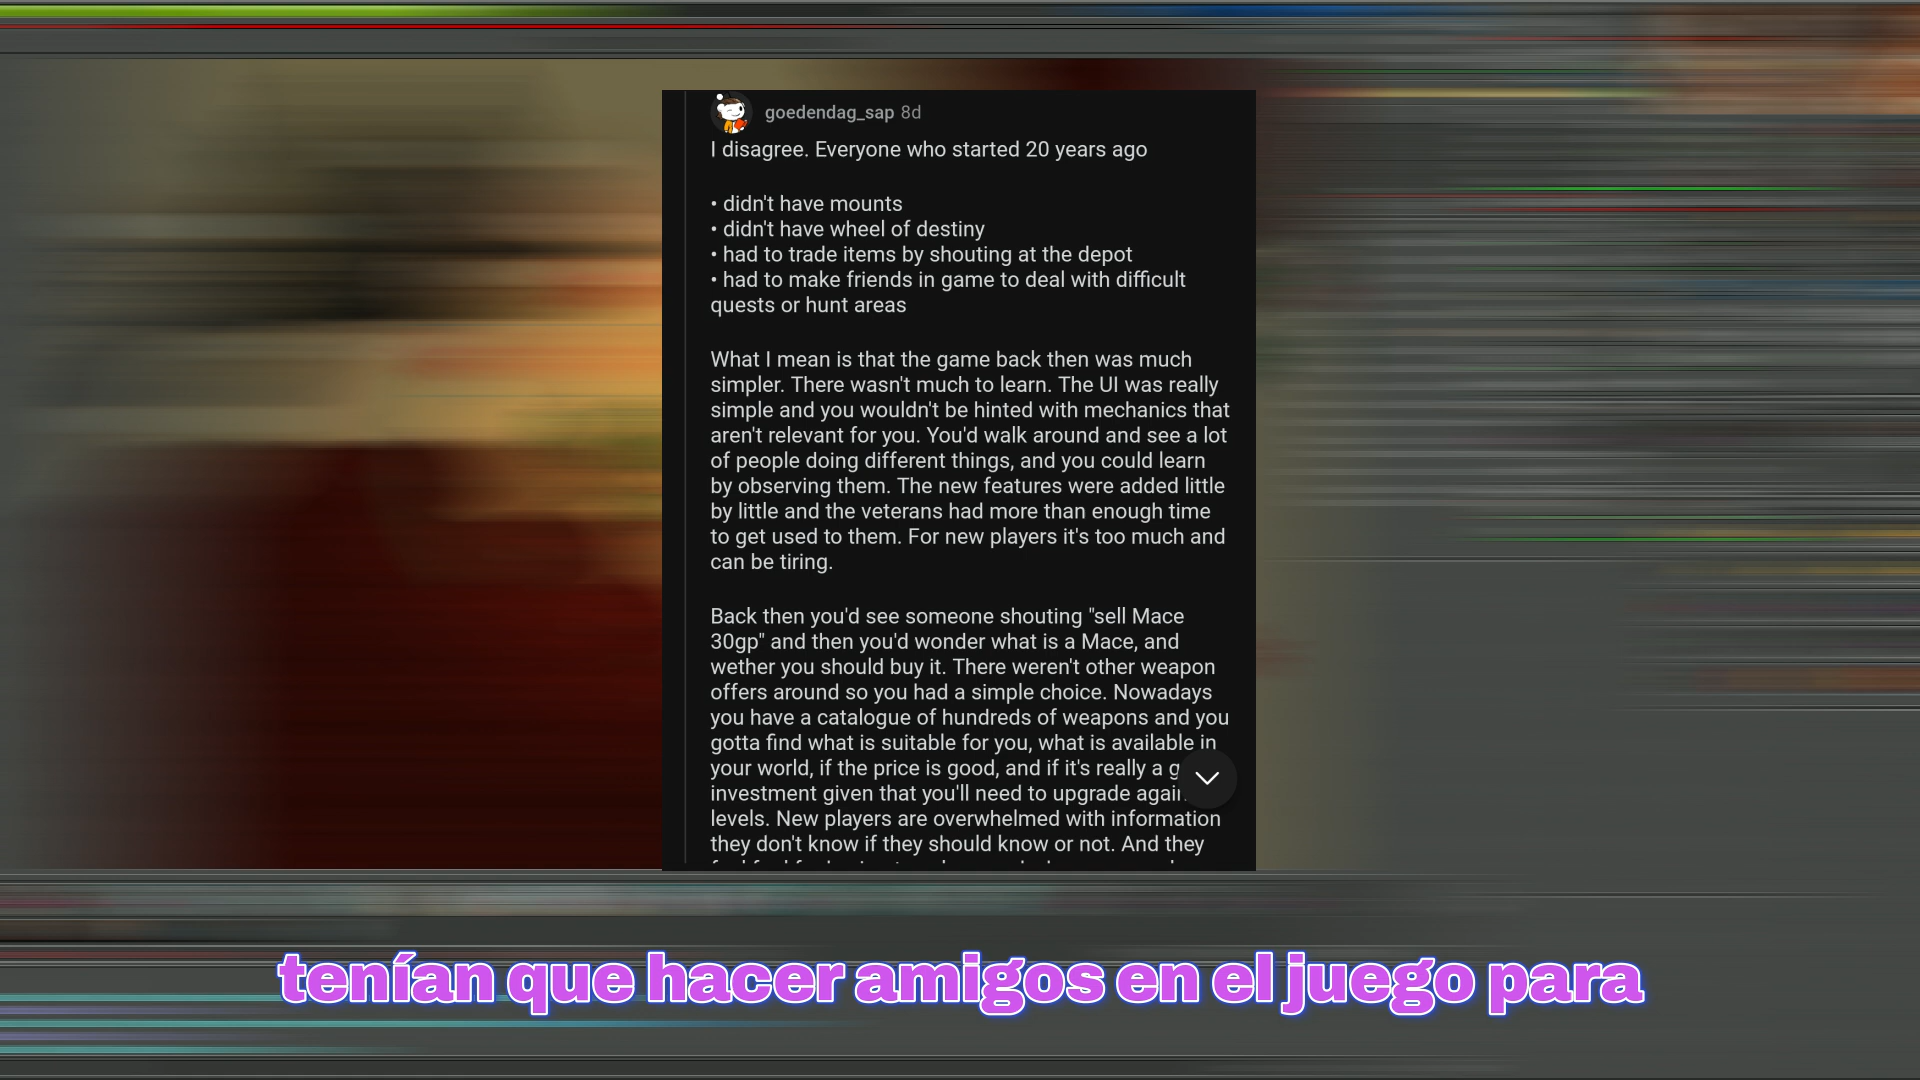 goedendag_sap 8d
I disagree. Everyone who started 20 years ago
• didn't have mounts
• didn't have wheel of destiny
• had to trade items by shouting at the depot
• had to make friends in game to deal with difficult
quests or hunt areas
What I mean is that the game back then was much
simpler. There wasn't much to learn. The UI was really
simple and you wouldn't be hinted with mechanics that
aren't relevant for you. You'd walk around and see a lot
of people doing different things, and you could learn
by observing them. The new features were added little
by little and the veterans had more than enough time
to get used to them. For new players it's too much and
can be tiring.
Back then you'd see someone shouting "sell Mace
30gp" and then you'd wonder what is a Mace, and
wether you should buy it. There weren't other weapon
offers around so you had a simple choice. Nowadays
you have a catalogue of hundreds of weapons and you
gotta find what is suitable for you, what is available in
your world, if the price is good, and if it's really a
investment given that you'll need to upgrade again
levels. New players are overwhelmed with information
they don't know if they should know or not. And they
tenían que hacer amigos en el juego para